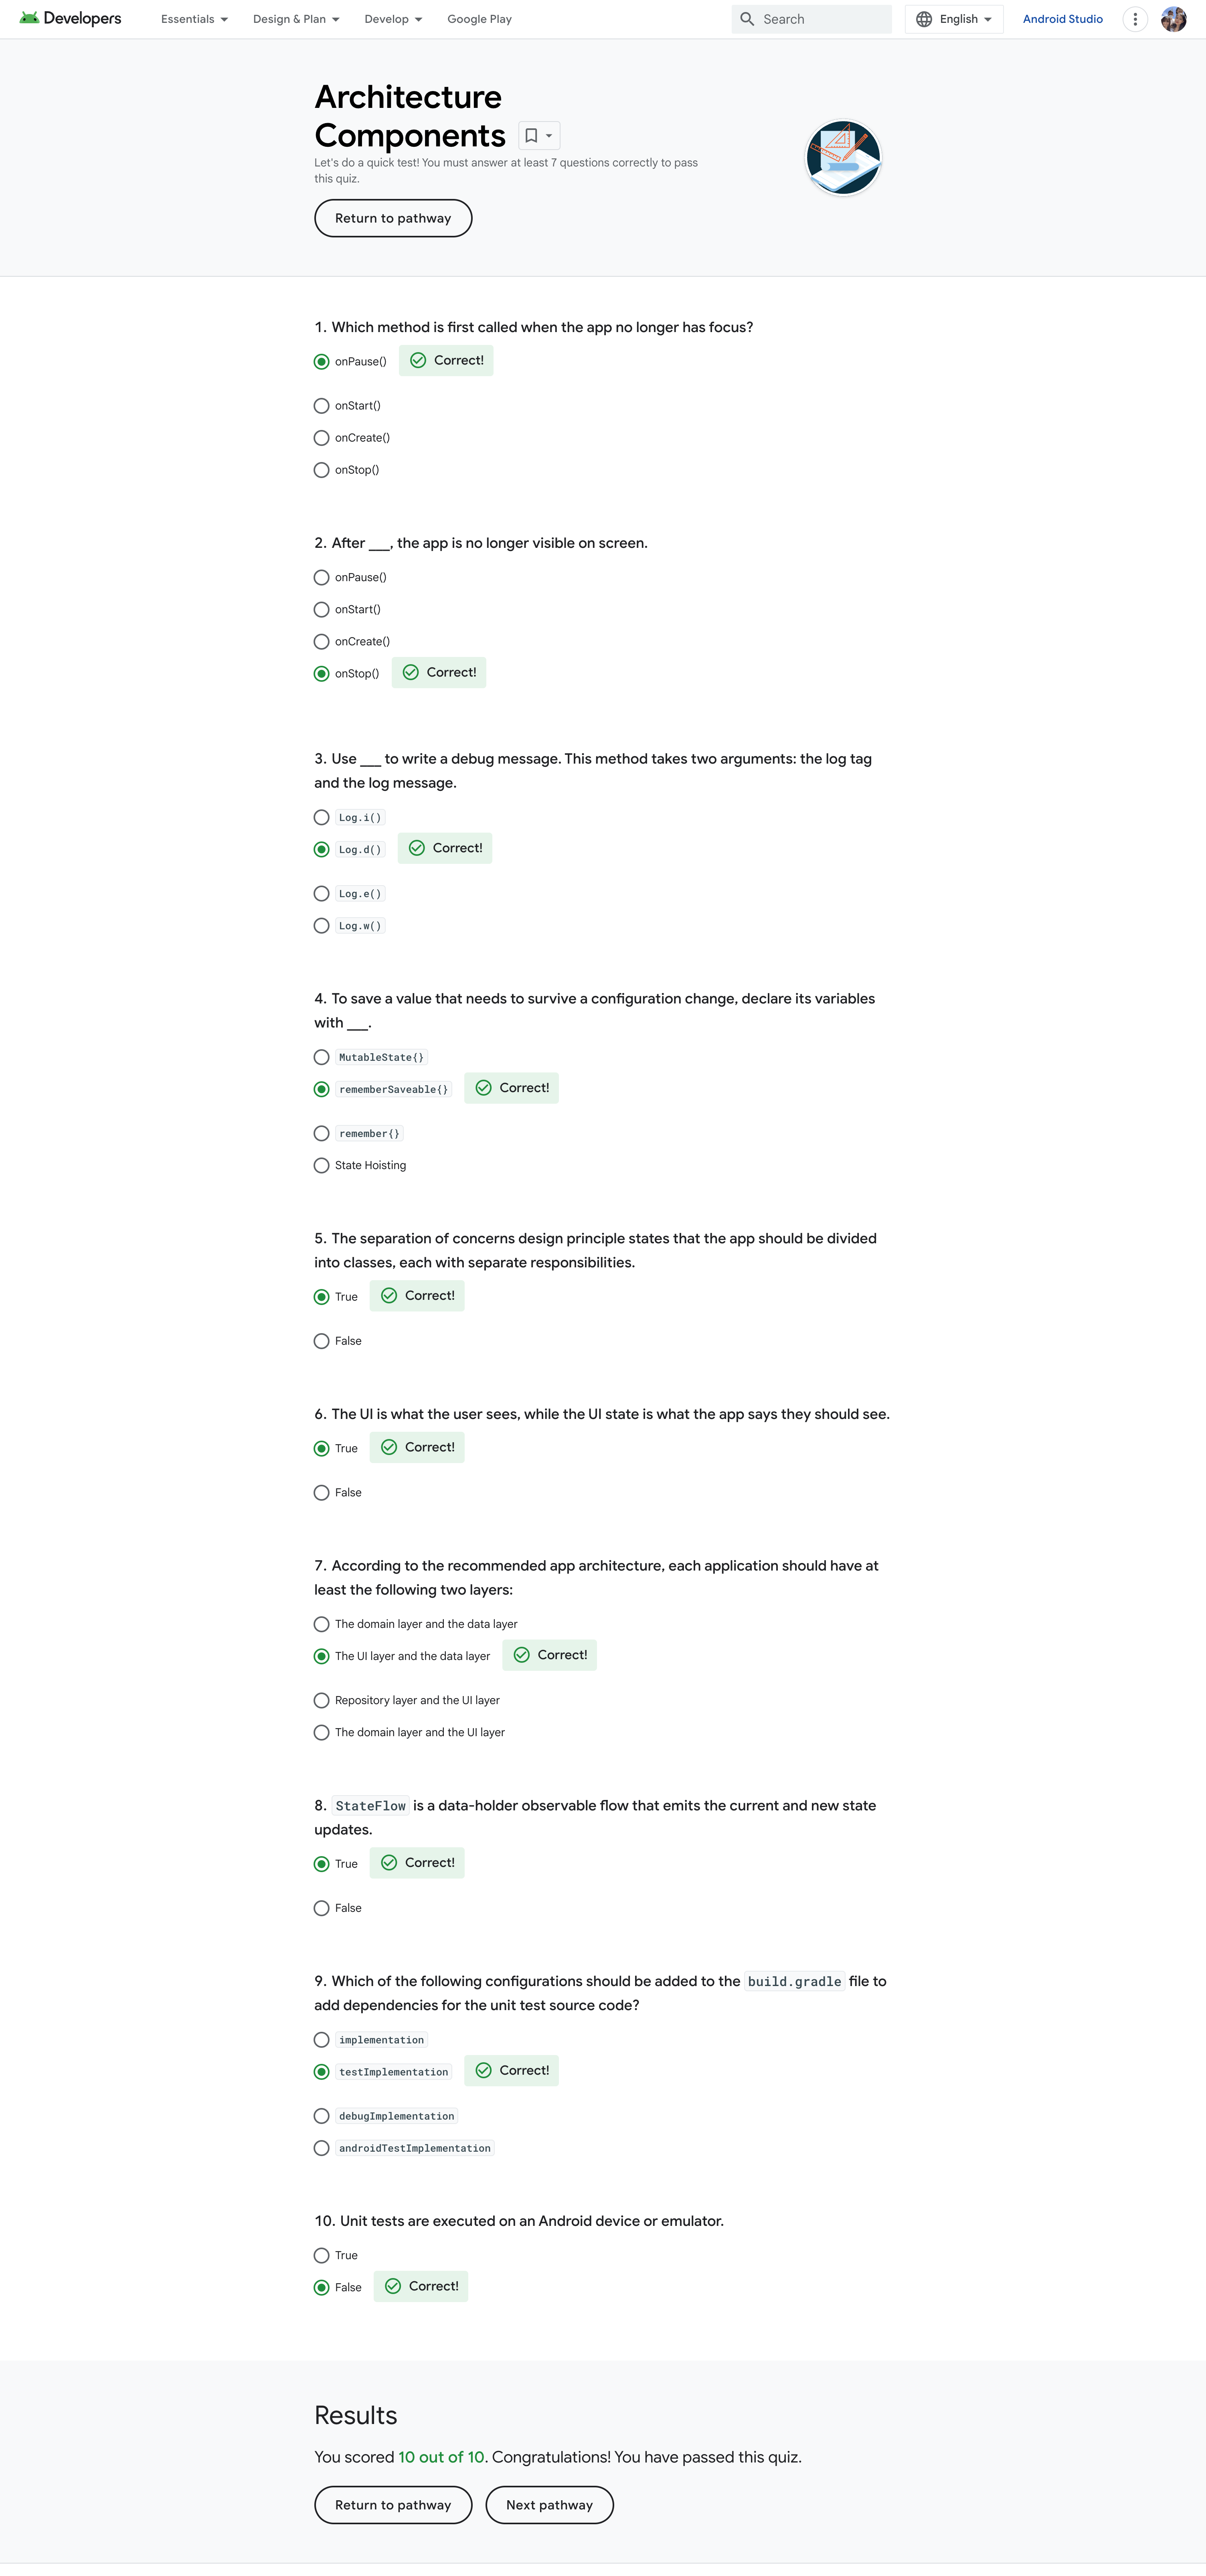 Developers Essentials Design & Plan Develop Google Play Search English Android Studio
Architecture
Components
Let's do a quick test! You must answer at least 7 questions correctly to pass
this quiz.
Return to pathway
1. Which method is first called when the app no longer has focus?
onPause() Correct!
onStart()
onCreate()
onStop()
2. After ___, the app is no longer visible on screen.
onPause()
onStart()
onCreate()
onStop() Correct!
3. Use ___ to write a debug message. This method takes two arguments: the log tag
and the log message.
Log.i()
Log.d() Correct!
Log.e()
Log.w()
4. To save a value that needs to survive a configuration change, declare its variables
with ___.
MutableState{}
rememberSaveable{} Correct!
remember{}
State Hoisting
5. The separation of concerns design principle states that the app should be divided
into classes, each with separate responsibilities.
True Correct!
False
6. The UI is what the user sees, while the UI state is what the app says they should see.
True Correct!
False
7. According to the recommended app architecture, each application should have at
least the following two layers:
The domain layer and the data layer
The UI layer and the data layer Correct!
Repository layer and the UI layer
The domain layer and the UI layer
8. StateFlow is a data-holder observable flow that emits the current and new state
updates.
True Correct!
False
9. Which of the following configurations should be added to the build.gradle file to
add dependencies for the unit test source code?
implementation
testImplementation Correct!
debugImplementation
androidTestImplementation
10. Unit tests are executed on an Android device or emulator.
True
False Correct!
Results
You scored 10 out of 10. Congratulations! You have passed this quiz.
Return to pathway Next pathway